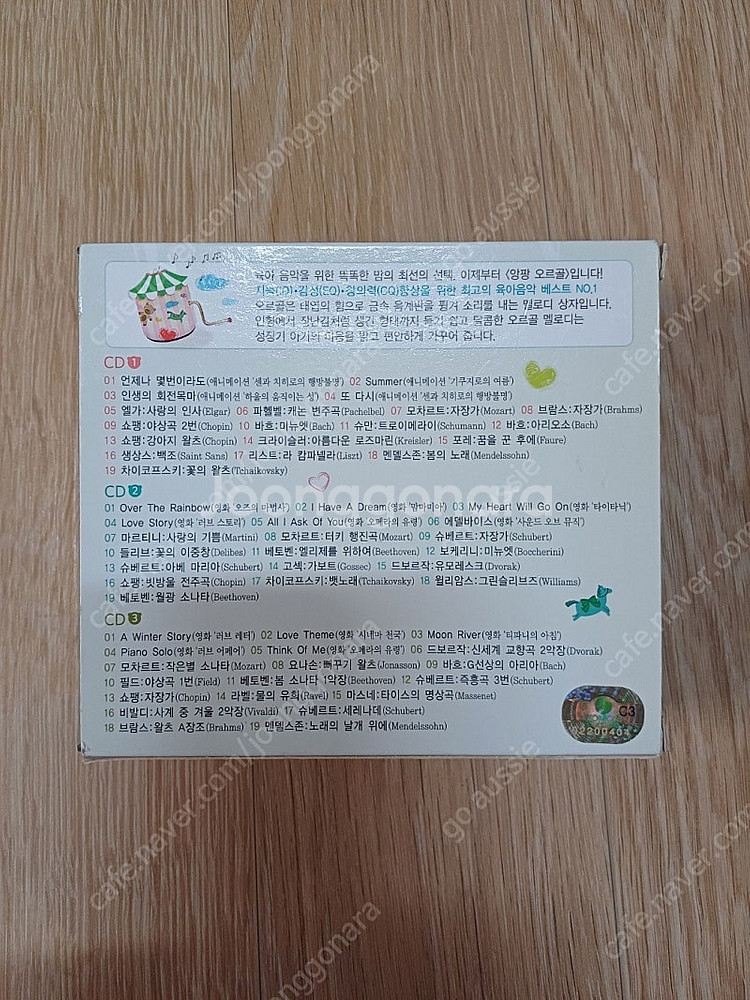 육아 음악을 위한 똑똑한 맘의 최선의 선택. 이제부터 <앙팡 오르골>입니다!
지능(IQ)•감성(EQ)•창의력(CQ)향상을 위한 최고의 육아음악 베스트 NO.1
오르골은 태엽의 힘으로 금속 음계판을 튕겨 소리를 내는 멜로디 상자입니다.
인형에서 장난감처럼 생긴 형태까지 듣기 쉽고 달콤한 오르골 멜로디는
성장기 아기의 마음을 맑고 편안하게 가꾸어 줍니다.
CD 1
01 언제나 몇번이라도(애니메이션 '센과 치히로의 행방불명') 02 Summer(애니메이션 '기쿠지로의 여름')
03 인생의 회전목마(애니메이션 '하울의 움직이는 성') 04 또 다시(애니메이션 '센과 치히로의 행방불명')
05 엘가:사랑의 인사(Elgar) 06 파헬벨:캐논 변주곡(Pachelbel) 07 모차르트:자장가(Mozart) 08 브람스:자장가(Brahms)
09 쇼팽:야상곡 2번(Chopin) 10 바흐:미뉴엣(Bach) 11 슈만:트로이메라이(Schumann) 12 바흐:아리오소(Bach)
13 쇼팽:강아지 왈츠(Chopin) 14 크라이슬러:아름다운 로즈마린(Kreisler) 15 포레:꿈을 꾼 후에(Faure)
16 생상스:백조(Saint Sans) 17 리스트:라 캄파넬라(Liszt) 18 멘델스존:봄의 노래(Mendelssohn)
19 차이코프스키:꽃의 왈츠(Tchaikovsky)
CD 2
01 Over The Rainbow(영화 '오즈의 마법사') 02 I Have A Dream(영화 '맘마미아') 03 My Heart Will Go On(영화 '타이타닉')
04 Love Story(영화 '러브 스토리') 05 All I Ask Of You(영화 '오페라의 유령') 06 에델바이스(영화 '사운드 오브 뮤직')
07 마르티니:사랑의 기쁨(Martini) 08 모차르트:터키 행진곡(Mozart) 09 슈베르트:자장가(Schubert)
10 들리브:꽃의 이중창(Delibes) 11 베토벤:엘리제를 위하여(Beethoven) 12 보케리니:미뉴엣(Boccherini)
13 슈베르트:아베 마리아(Schubert) 14 고섹:가보트(Gossec) 15 드보르작:유모레스크(Dvorak)
16 쇼팽:빗방울 전주곡(Chopin) 17 차이코프스키:뱃노래(Tchaikovsky) 18 윌리암스:그린슬리브즈(Williams)
19 베토벤:월광 소나타(Beethoven)
CD 3
01 A Winter Story(영화 '러브 레터') 02 Love Theme(영화 '시네마 천국') 03 Moon River(영화 '티파니의 아침')
04 Piano Solo(영화 '러브 어페어') 05 Think Of Me(영화 '오페라의 유령') 06 드보르작:신세계 교향곡 2악장(Dvorak)
07 모차르트:작은별 소나타(Mozart) 08 요나손:뻐꾸기 왈츠(Jonasson) 09 바흐:G선상의 아리아(Bach)
10 필드:야상곡 1번(Field) 11 베토벤:봄 소나타 1악장(Beethoven) 12 슈베르트:즉흥곡 3번(Schubert)
13 쇼팽:자장가(Chopin) 14 라벨:물의 유희(Ravel) 15 마스네:타이스의 명상곡(Massenet)
16 비발디:사계 중 겨울 2악장(Vivaldi) 17 슈베르트:세레나데(Schubert)
18 브람스:왈츠 A장조(Brahms) 19 멘델스존:노래의 날개 위에(Mendelssohn)
C3
02200404
Joonggonara
cafe.naver.com/joonggonara
go.aussie